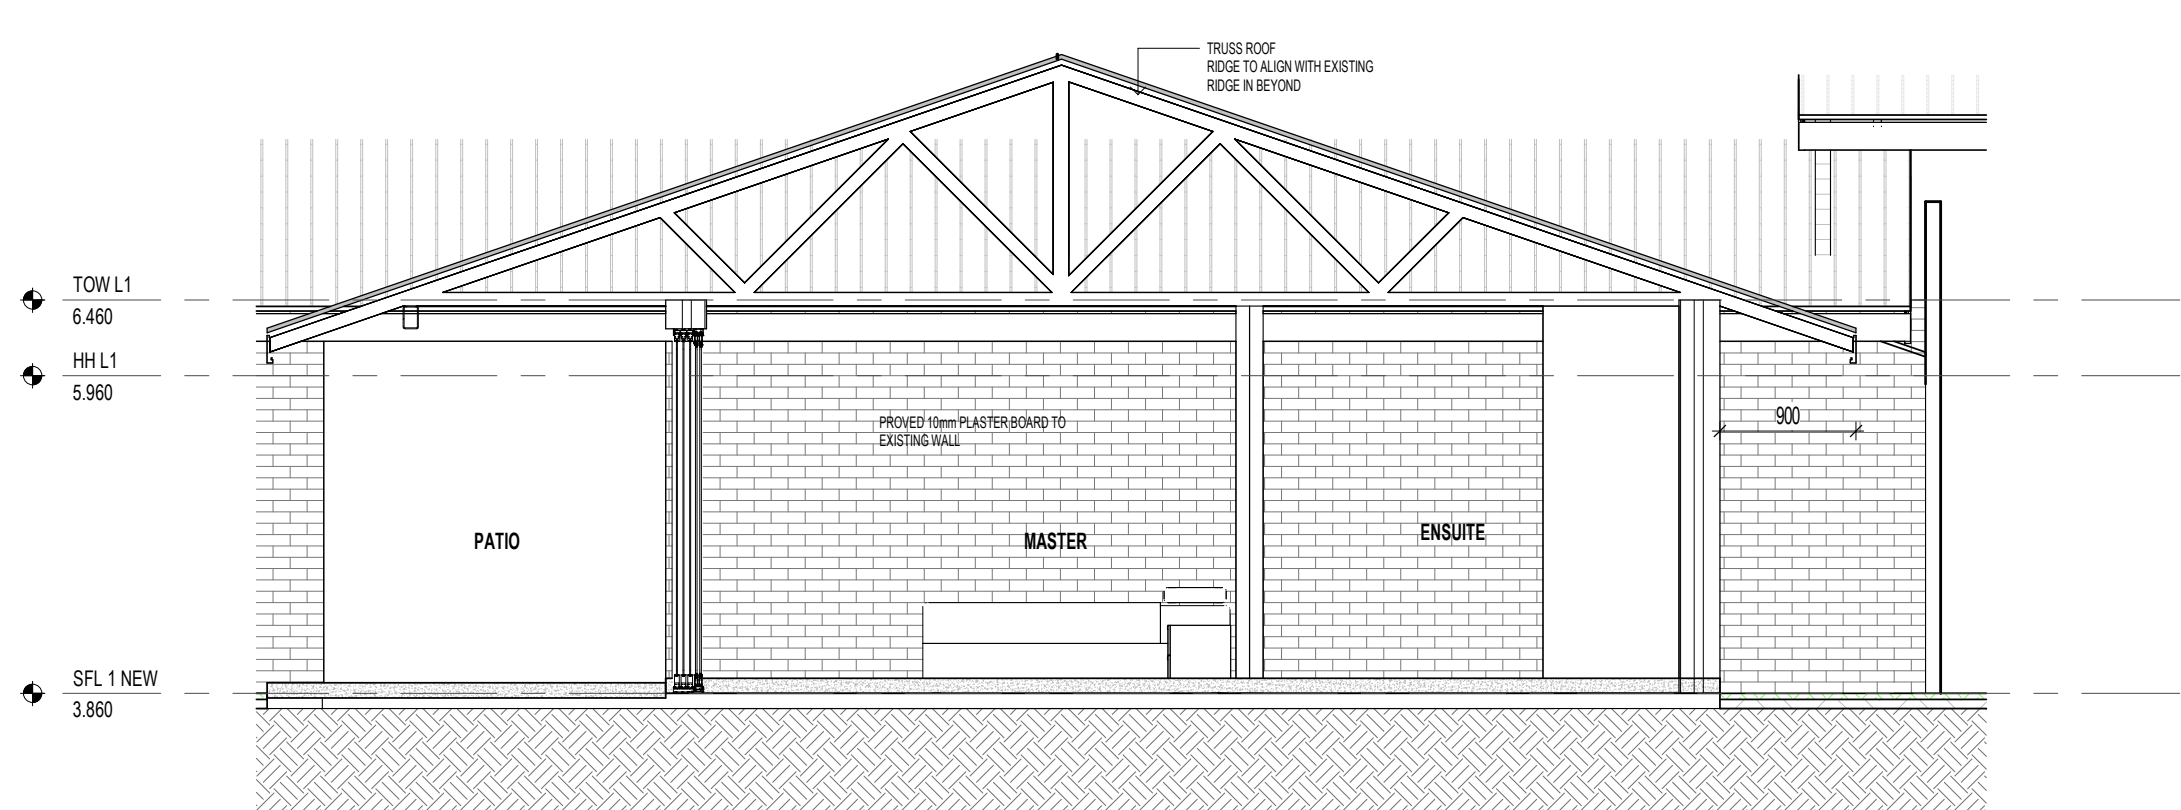 TRUSS ROOF
RIDGE TO ALIGN WITH EXISTING
RIDGE IN BEYOND
TOW L1
6.460
HH L1
5.960
900
PROVED 10mm PLASTER BOARD TO
EXISTING WALL
PATIO
MASTER
ENSUITE
SFL 1 NEW
3.860